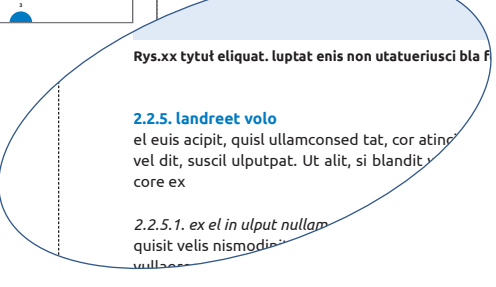 3
Rys.xx tytuł eliquat. luptat enis non utatueriusci bla f
2.2.5. landreet volo
el euis acipit, quisl ullamconsed tat, cor atinc
vel dit, suscil ulputpat. Ut alit, si blandit
core ex
2.2.5.1. ex el in ulput nullam
quisit velis nismodipit